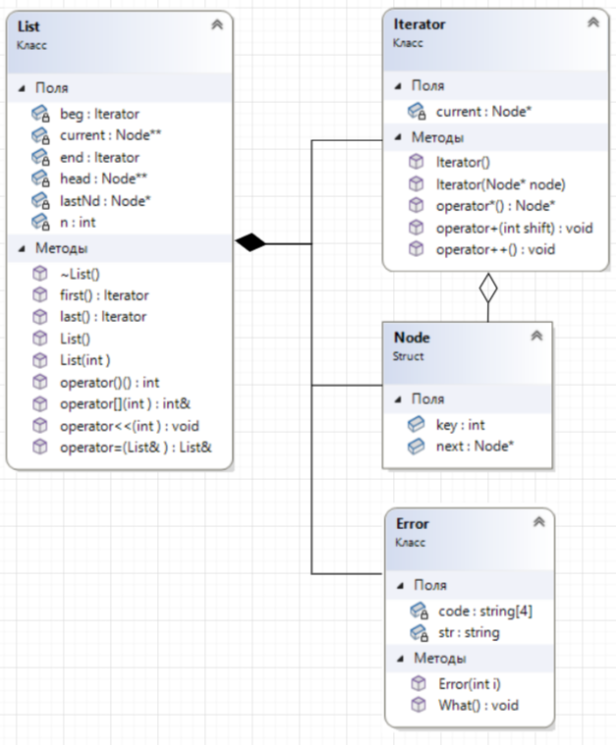 List
Класс
Поля
beg : Iterator
current : Node**
end : Iterator
head : Node**
lastNd : Node*
n : int
Методы
~List()
first() : Iterator
last() : Iterator
List()
List(int )
operator()() : int
operator[](int ) : int&
operator<<(int ) : void
operator=(List& ) : List&
Iterator
Класс
Поля
current : Node*
Методы
Iterator()
Iterator(Node* node)
operator*() : Node*
operator+(int shift) : void
operator++() : void
Node
Struct
Поля
key : int
next : Node*
Error
Класс
Поля
code : string[4]
str : string
Методы
Error(int i)
What() : void